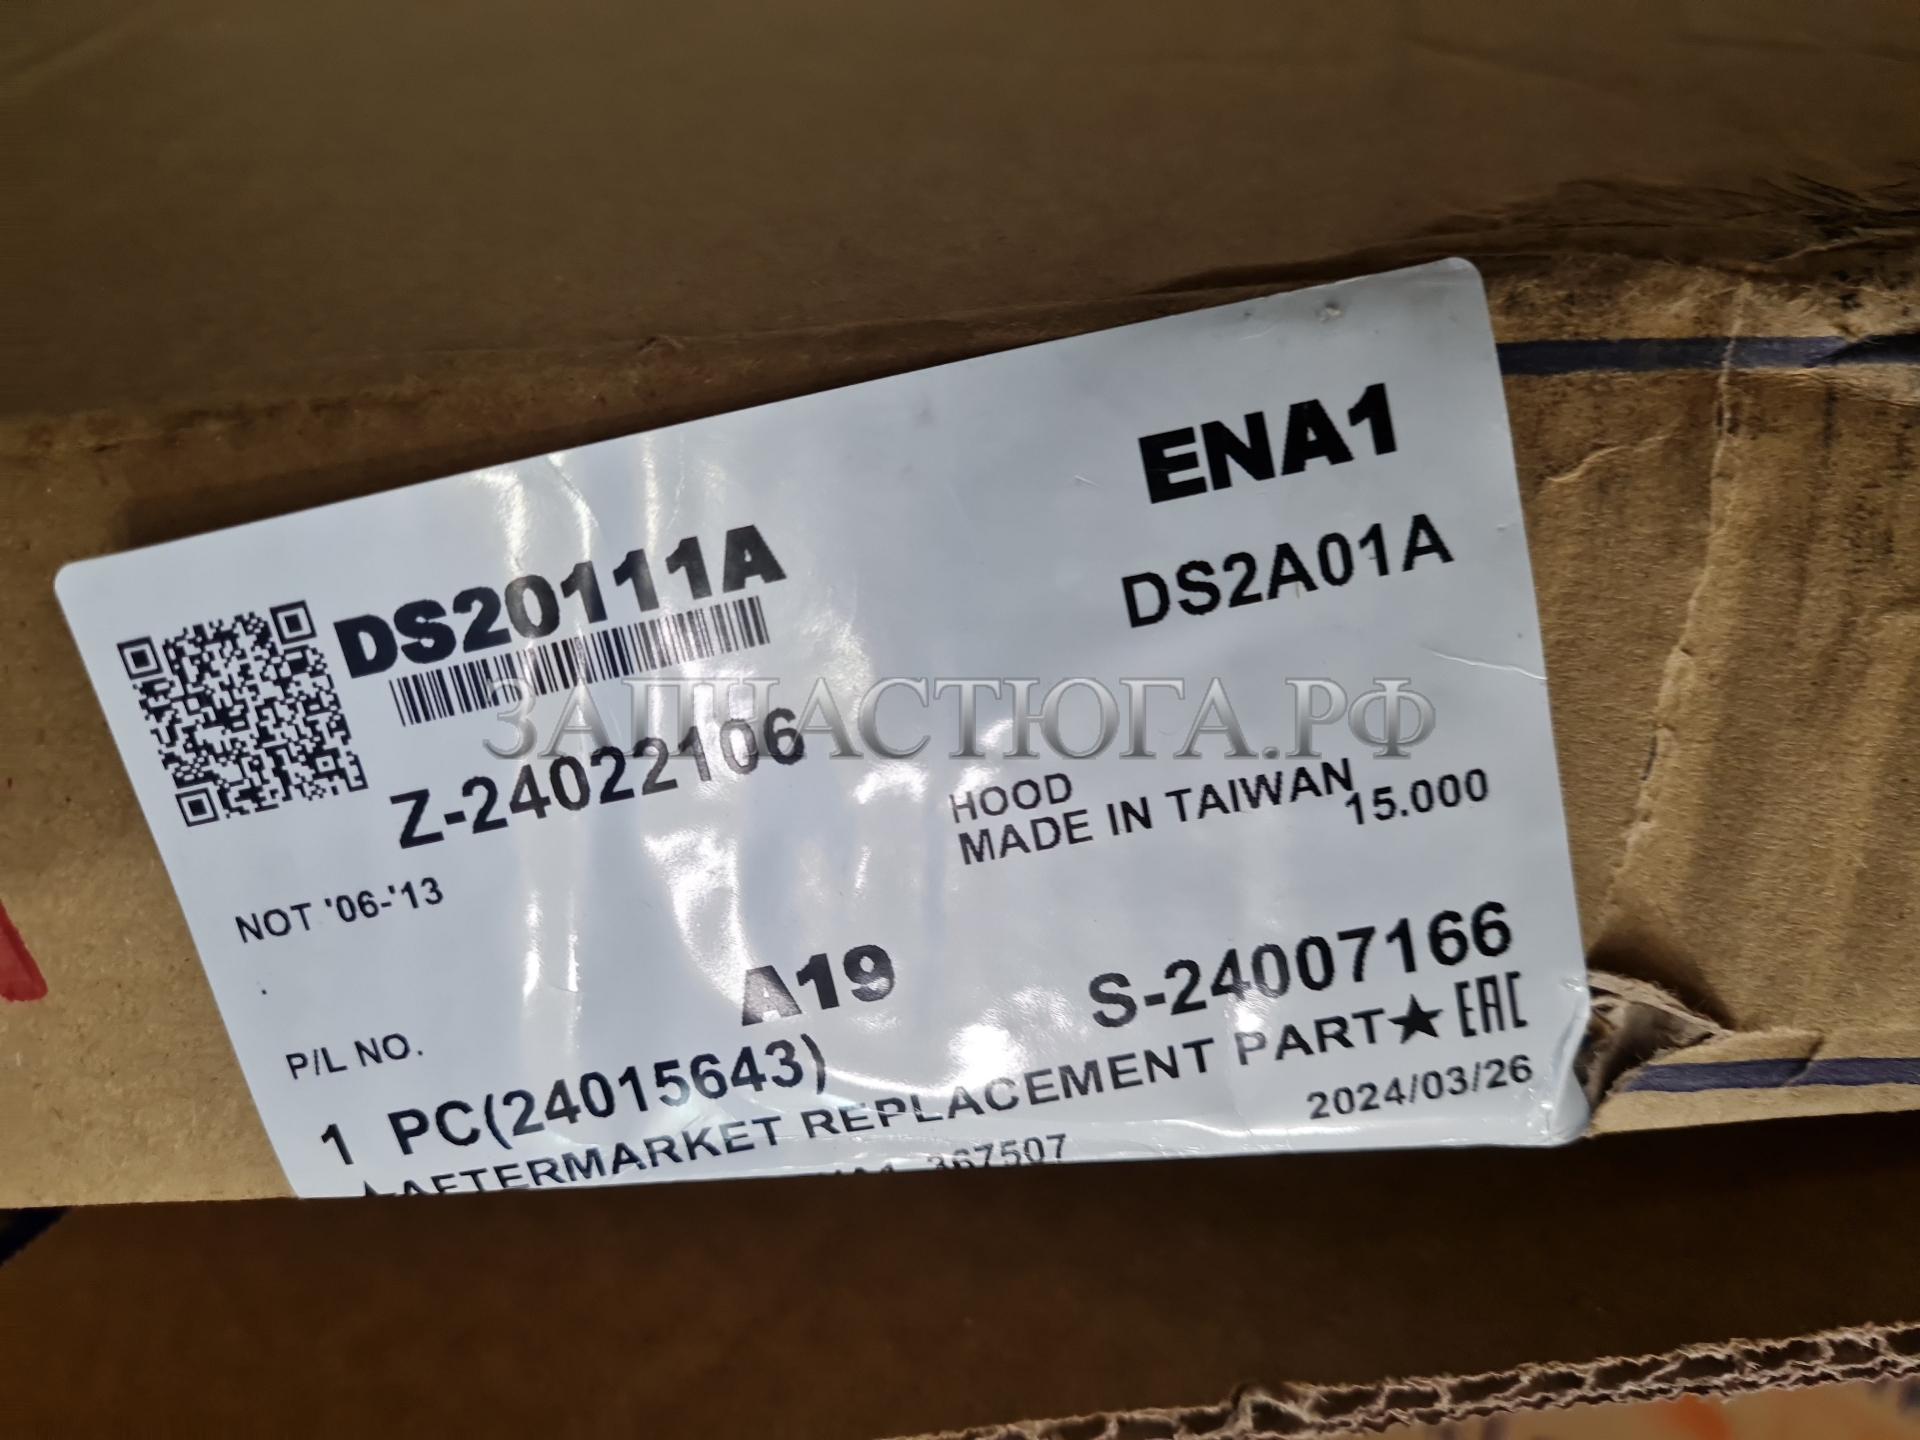 ENA1
DS20111A
DS2A01A
ЗАПЧАСТЮГА.РФ
Z-24022106
HOOD
MADE IN TAIWAN
15.000
NOT '06-'13
.
A19
S-24007166
P/L NO.
1 PC(24015643)
★AFTERMARKET REPLACEMENT PART★ EAC
2024/03/26
367507